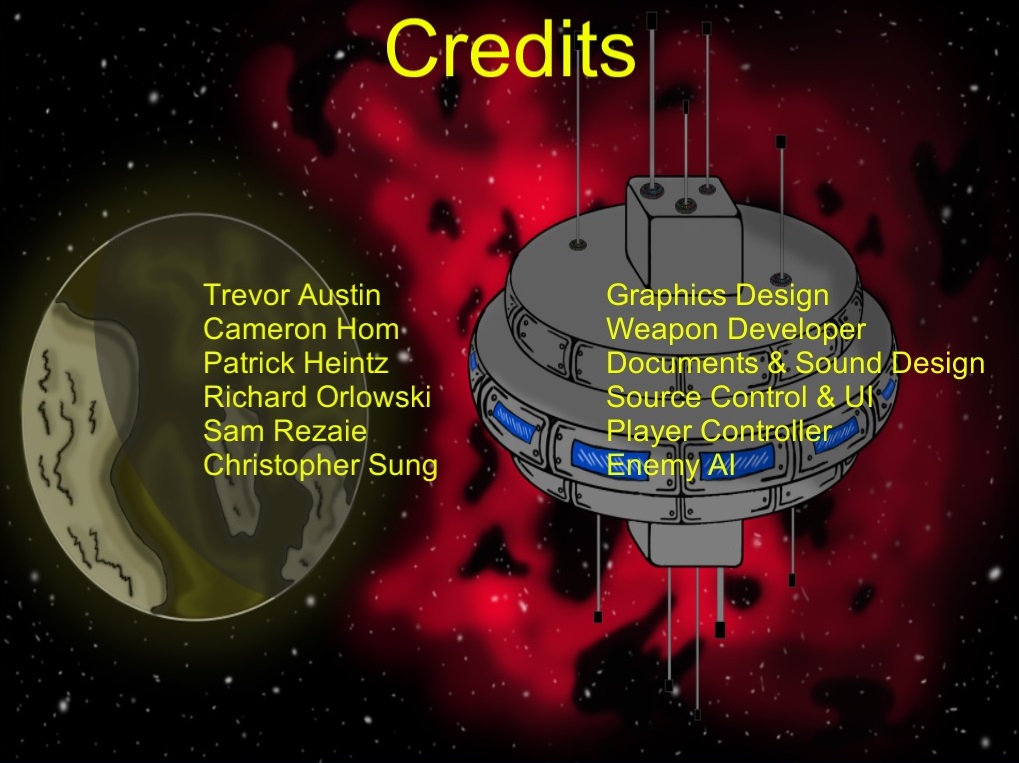 Credits
Trevor Austin Graphics Design
Cameron Hom Weapon Developer
Patrick Heintz Documents & Sound Design
Richard Orlowski Source Control & UI
Sam Rezaie Player Controller
Christopher Sung Enemy AI